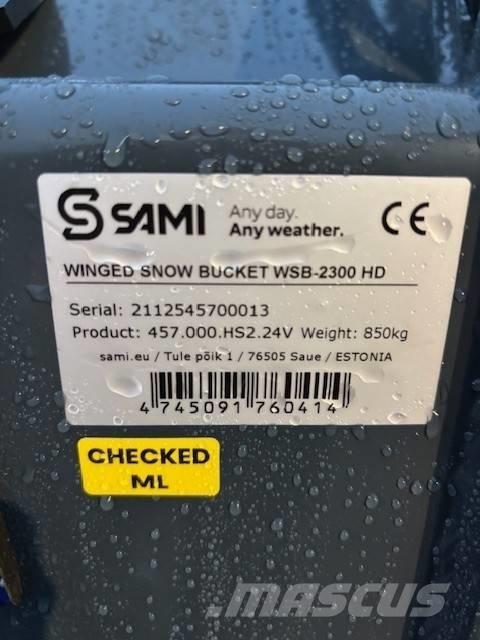 SAMI Any day.
Any weather. CE
WINGED SNOW BUCKET WSB-2300 HD
Serial: 2112545700013
Product: 457.000.HS2.24V Weight: 850kg
sami.eu / Tule põik 1 / 76505 Saue / ESTONIA
4 745091 760414
CHECKED
ML
MASCUS